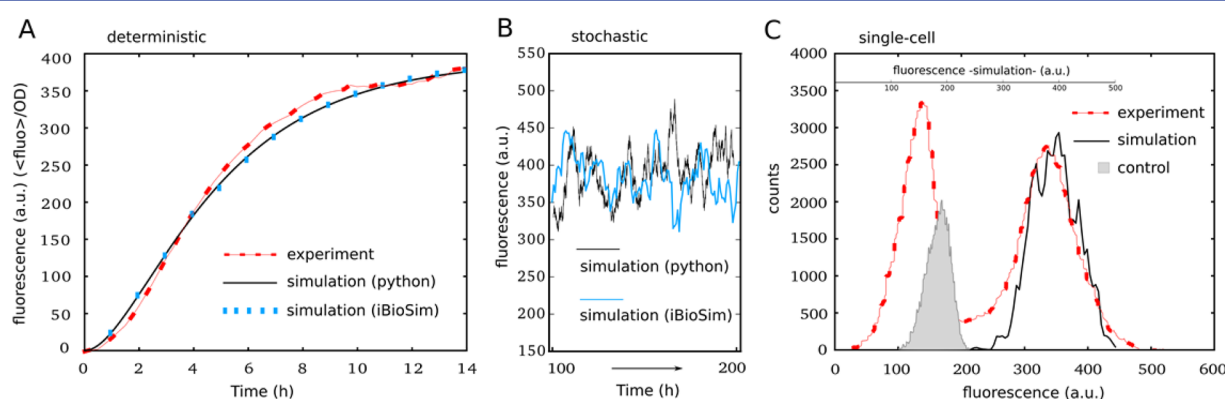 A
deterministic
fluorescence (a.u.) (<fluo>/OD)
400
350
300
250
200
150
100
50
0
experiment
simulation (python)
simulation (iBioSim)
0 2 4 6 8 10 12 14
Time (h)
B
stochastic
fluorescence (a.u.)
550
500
450
400
350
300
250
200
150
simulation (python)
simulation (iBioSim)
100 200
Time (h)
C
single-cell
counts
4000
3500
3000
2500
2000
1500
1000
500
0
fluorescence -simulation- (a.u.)
100 200 300 400 500
experiment
simulation
control
0 100 200 300 400 500 600
fluorescence (a.u.)